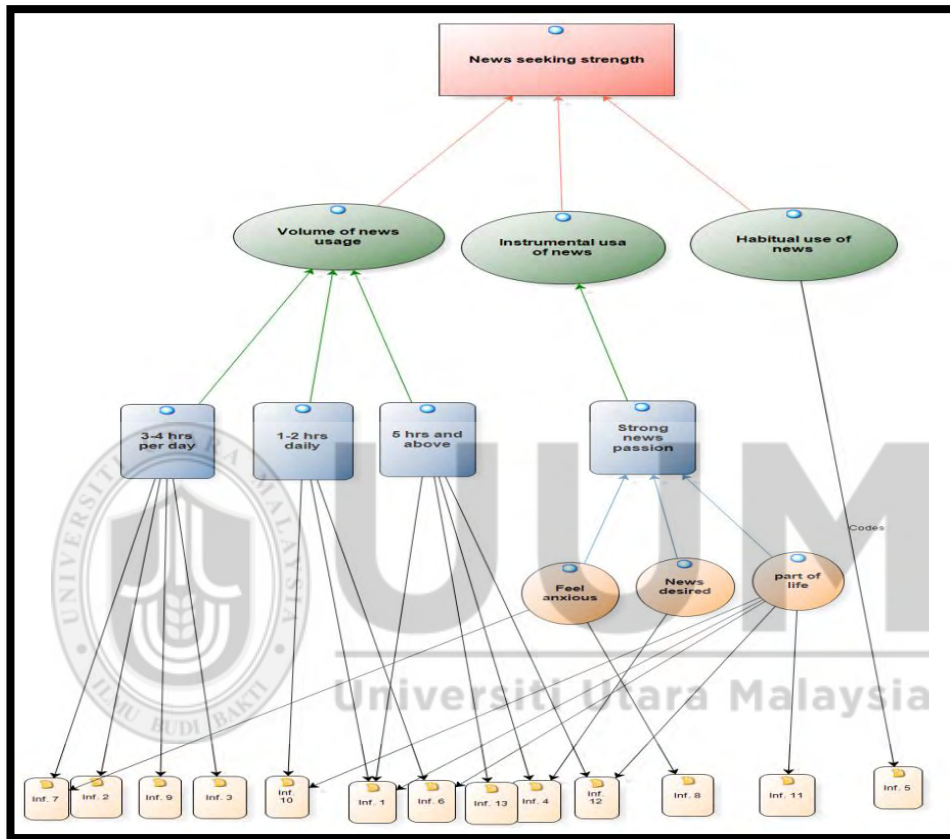 News seeking strength
Volume of news
usage
Instrumental usa
of news
Habitual use of
news
3-4 hrs
per day
1-2 hrs
daily
5 hrs and
above
Strong
news
passion
Codes
Feel
anxious
News
desired
part of
life
UNIVERSITI UTARA MALAYSIA
ILMU BUDI BAKTI
UUM
Universiti Utara Malaysia
Inf. 7
Inf. 2
Inf. 9
Inf. 3
Inf.
10
Inf. 1
Inf. 6
Inf. 13
Inf. 4
Inf.
12
Inf. 8
Inf. 11
Inf. 5